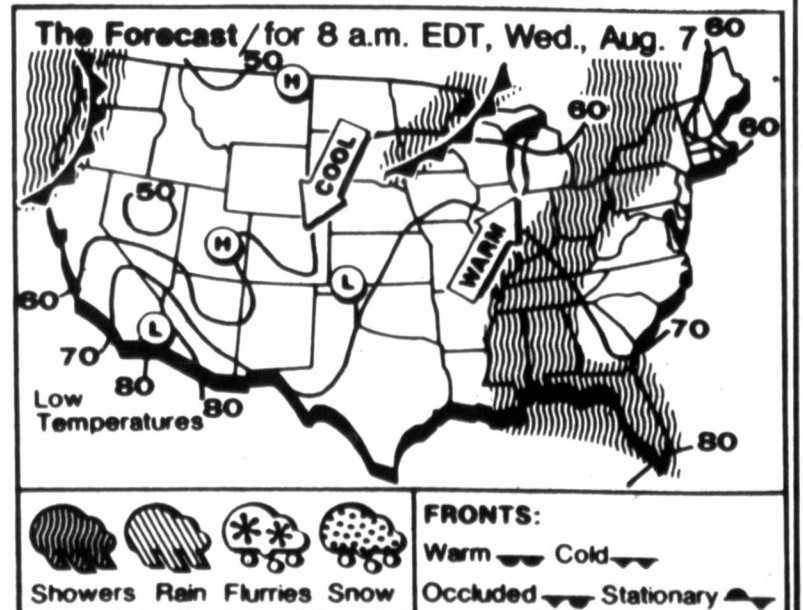 The Forecast/for 8 a.m. EDT, Wed., Aug. 7
60
50
H
60
60
COOL
50
H
WARM
L
60
L
70
70
80
80
80
Low
Temperatures
Showers Rain Flurries Snow
FRONTS:
Warm Cold
Occluded Stationary